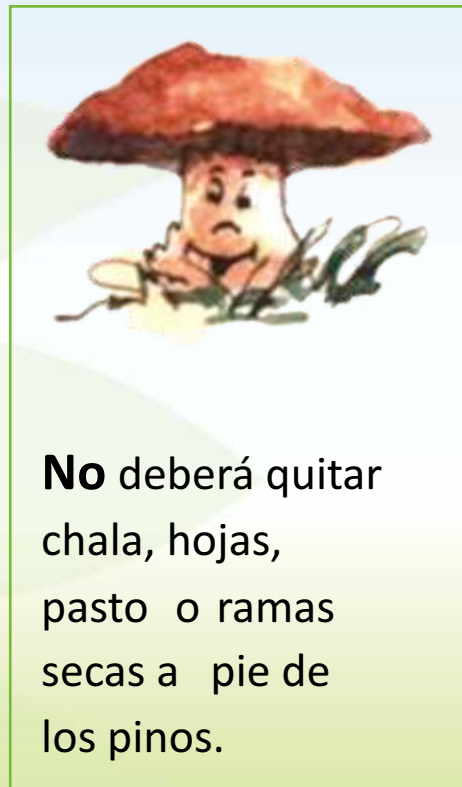 No deberá quitar
chala, hojas,
pasto o ramas
secas a pie de
los pinos.